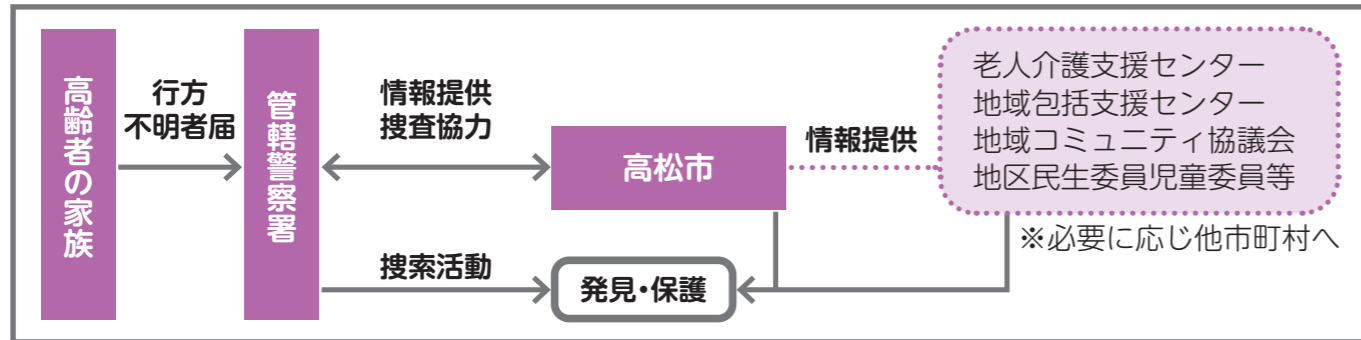 高齢者の家族
行方
不明者届
管轄警察署
情報提供
捜査協力
高松市
情報提供
老人介護支援センター
地域包括支援センター
地域コミュニティ協議会
地区民生委員児童委員等
※必要に応じ他市町村へ
捜索活動
発見・保護